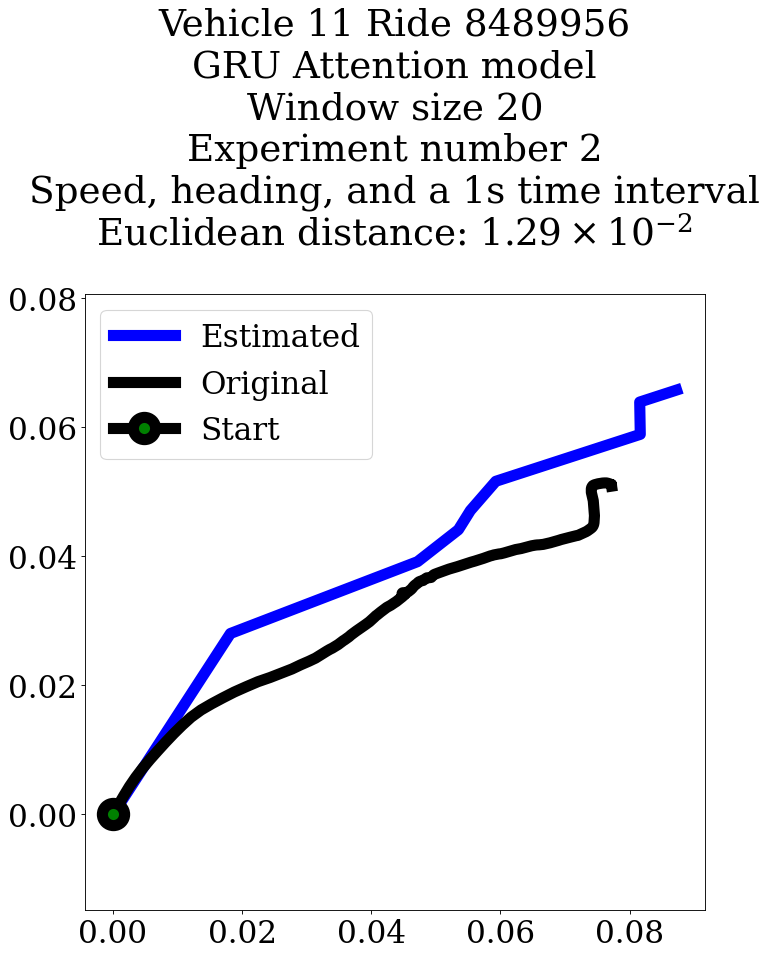 Vehicle 11 Ride 8489956
GRU Attention model
Window size 20
Experiment number 2
Speed, heading, and a 1s time interval
Euclidean distance: 1.29 × 10⁻²
0.08
Estimated
Original
Start
0.06
0.04
0.02
0.00
0.00 0.02 0.04 0.06 0.08